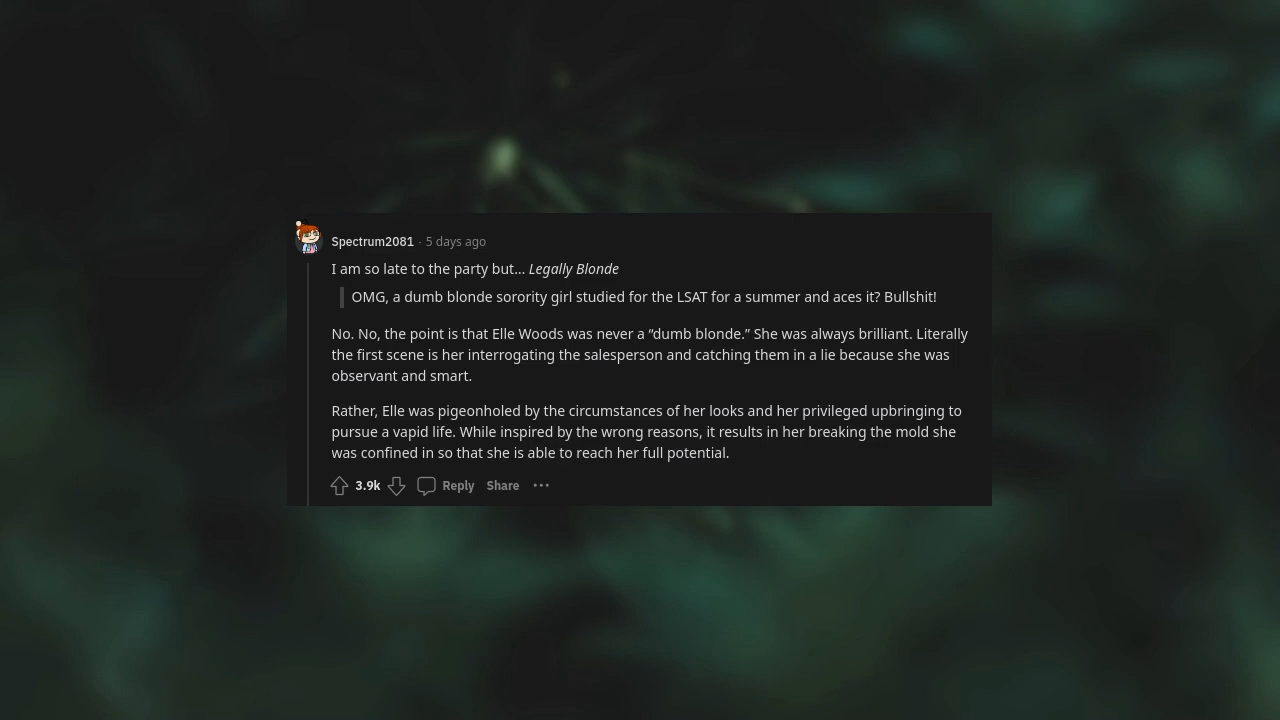 Spectrum2081 · 5 days ago
I am so late to the party but... Legally Blonde
OMG, a dumb blonde sorority girl studied for the LSAT for a summer and aces it? Bullshit!
No. No, the point is that Elle Woods was never a “dumb blonde.” She was always brilliant. Literally
the first scene is her interrogating the salesperson and catching them in a lie because she was
observant and smart.
Rather, Elle was pigeonholed by the circumstances of her looks and her privileged upbringing to
pursue a vapid life. While inspired by the wrong reasons, it results in her breaking the mold she
was confined in so that she is able to reach her full potential.
3.9k Reply Share ···